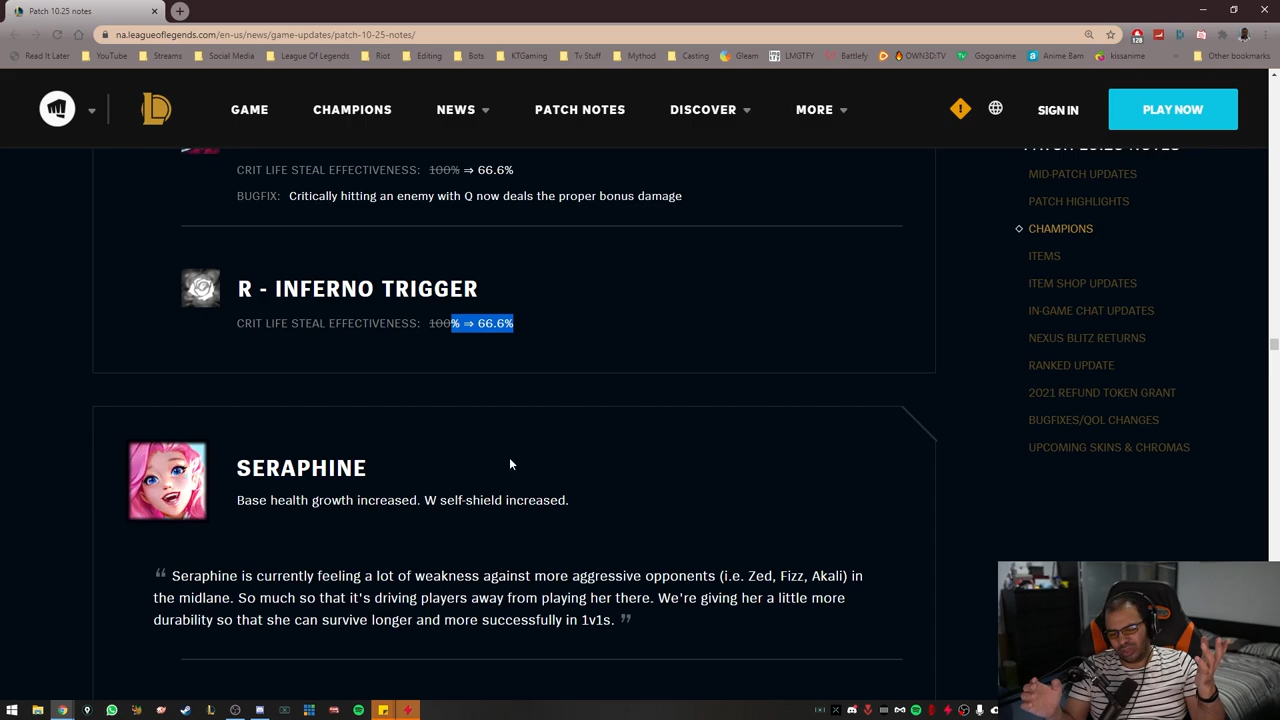 Patch 10.25 notes
na.leagueoflegends.com/en-us/news/game-updates/patch-10-25-notes/
128
Read It Later YouTube Streams Social Media League Of Legends Riot Editing Bots KTGaming Tv Stuff Mythod Casting Gleam LMGTFY Battlefy OWN3D:TV Gogoanime Anime Bam kissanime Other bookmarks
GAME CHAMPIONS NEWS PATCH NOTES DISCOVER MORE SIGN IN PLAY NOW
CRIT LIFE STEAL EFFECTIVENESS: 100% ⇒ 66.6%
BUGFIX: Critically hitting an enemy with Q now deals the proper bonus damage
R - INFERNO TRIGGER
CRIT LIFE STEAL EFFECTIVENESS: 100% ⇒ 66.6%
SERAPHINE
Base health growth increased. W self-shield increased.
“ Seraphine is currently feeling a lot of weakness against more aggressive opponents (i.e. Zed, Fizz, Akali) in
the midlane. So much so that it's driving players away from playing her there. We're giving her a little more
durability so that she can survive longer and more successfully in 1v1s. ”
PATCH 10.25 NOTES
MID-PATCH UPDATES
PATCH HIGHLIGHTS
CHAMPIONS
ITEMS
ITEM SHOP UPDATES
IN-GAME CHAT UPDATES
NEXUS BLITZ RETURNS
RANKED UPDATE
2021 REFUND TOKEN GRANT
BUGFIXES/QOL CHANGES
UPCOMING SKINS & CHROMAS